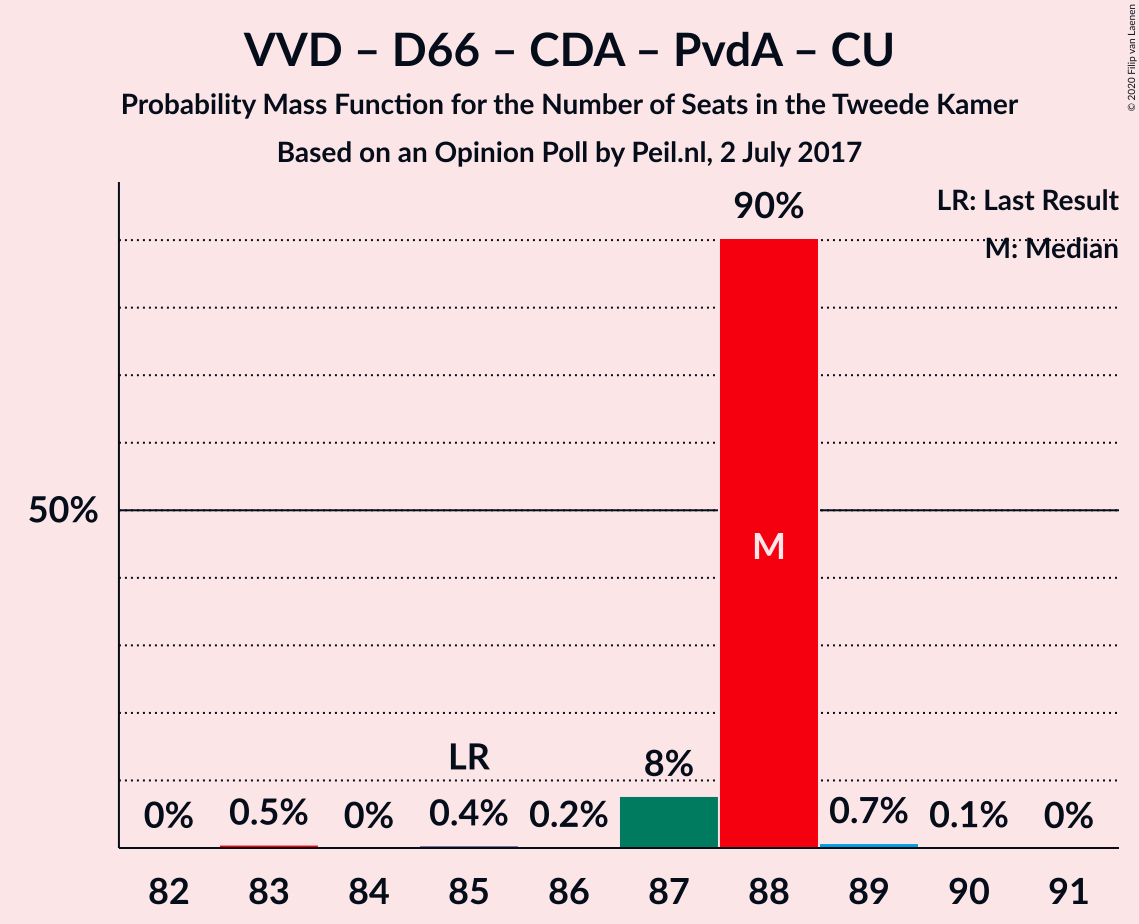 VVD – D66 – CDA – PvdA – CU
Probability Mass Function for the Number of Seats in the Tweede Kamer
Based on an Opinion Poll by Peil.nl, 2 July 2017
© 2020 Filip van Laenen
LR: Last Result
M: Median
50%
0% 0.5% 0% 0.4% 0.2% 8% 90% 0.7% 0.1% 0%
LR
M
82 83 84 85 86 87 88 89 90 91